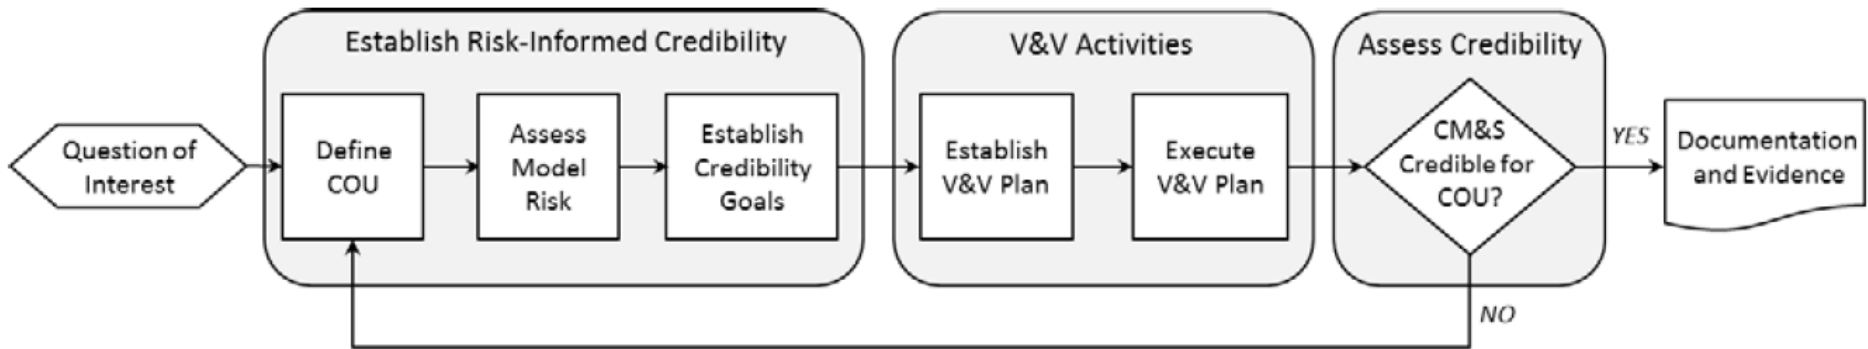 Establish Risk-Informed Credibility
V&V Activities
Assess Credibility
Question of
Interest
Define
COU
Assess
Model
Risk
Establish
Credibility
Goals
Establish
V&V Plan
Execute
V&V Plan
CM&S
Credible for
COU?
YES
Documentation
and Evidence
NO